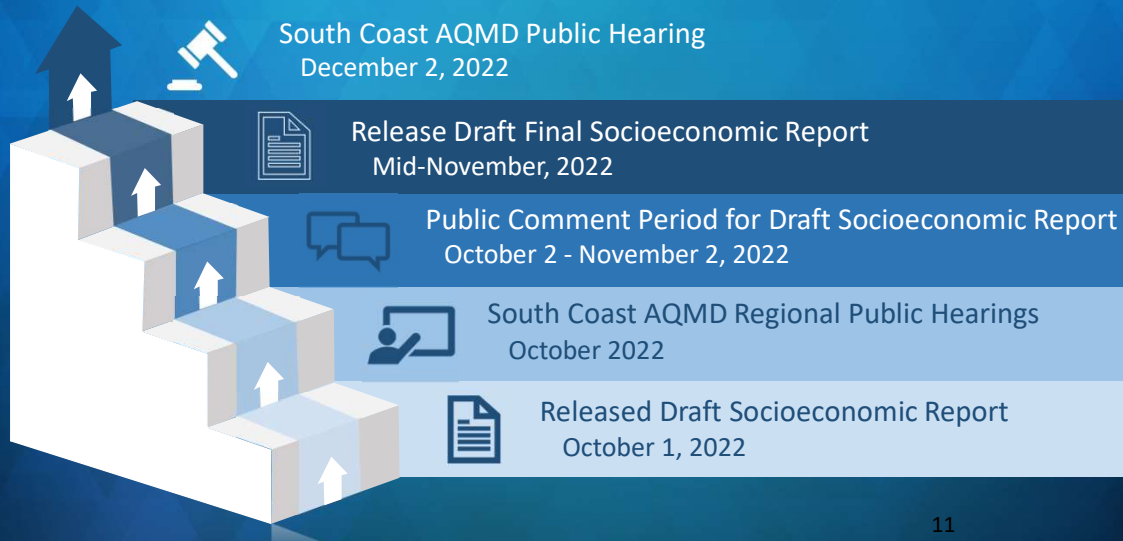 South Coast AQMD Public Hearing
December 2, 2022
Release Draft Final Socioeconomic Report
Mid-November, 2022
Public Comment Period for Draft Socioeconomic Report
October 2 - November 2, 2022
South Coast AQMD Regional Public Hearings
October 2022
Released Draft Socioeconomic Report
October 1, 2022
11